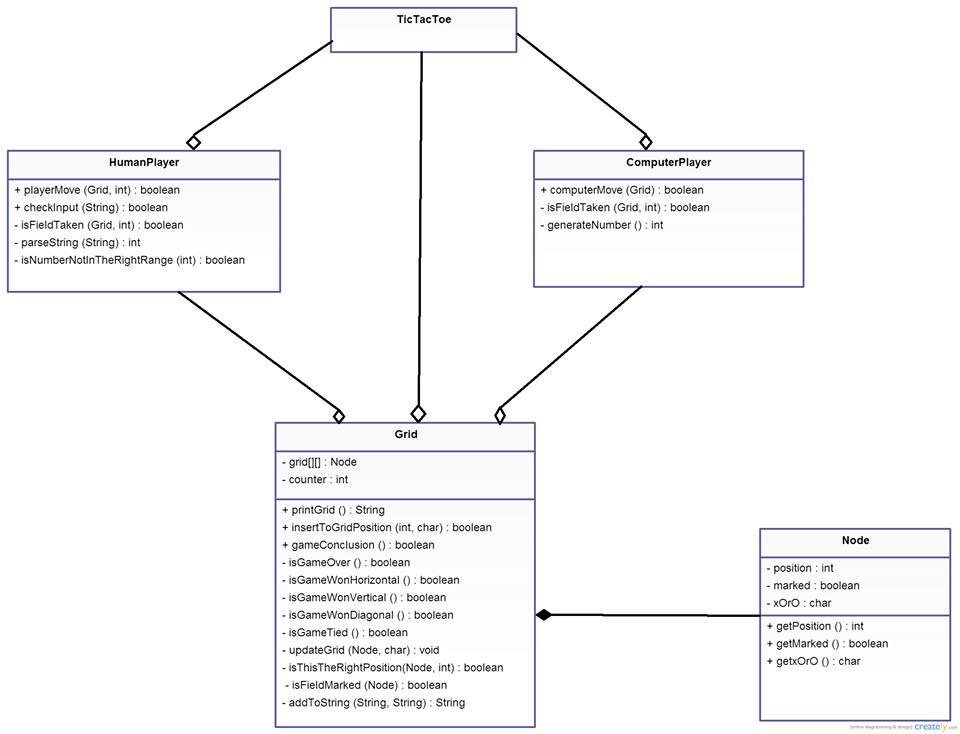 TicTacToe
HumanPlayer
+ playerMove (Grid, int) : boolean
+ checkInput (String) : boolean
- isFieldTaken (Grid, int) : boolean
- parseString (String) : int
- isNumberNotInTheRightRange (int) : boolean
ComputerPlayer
+ computerMove (Grid) : boolean
- isFieldTaken (Grid, int) : boolean
- generateNumber () : int
Grid
- grid[][] : Node
- counter : int
+ printGrid () : String
+ insertToGridPosition (int, char) : boolean
+ gameConclusion () : boolean
- isGameOver () : boolean
- isGameWonHorizontal () : boolean
- isGameWonVertical () : boolean
- isGameWonDiagonal () : boolean
- isGameTied () : boolean
- updateGrid (Node, char) : void
- isThisTheRightPosition(Node, int) : boolean
- isFieldMarked (Node) : boolean
- addToString (String, String) : String
Node
- position : int
- marked : boolean
- xOrO : char
+ getPosition () : int
+ getMarked () : boolean
+ getxOrO () : char
[online diagramming & design] creately.com